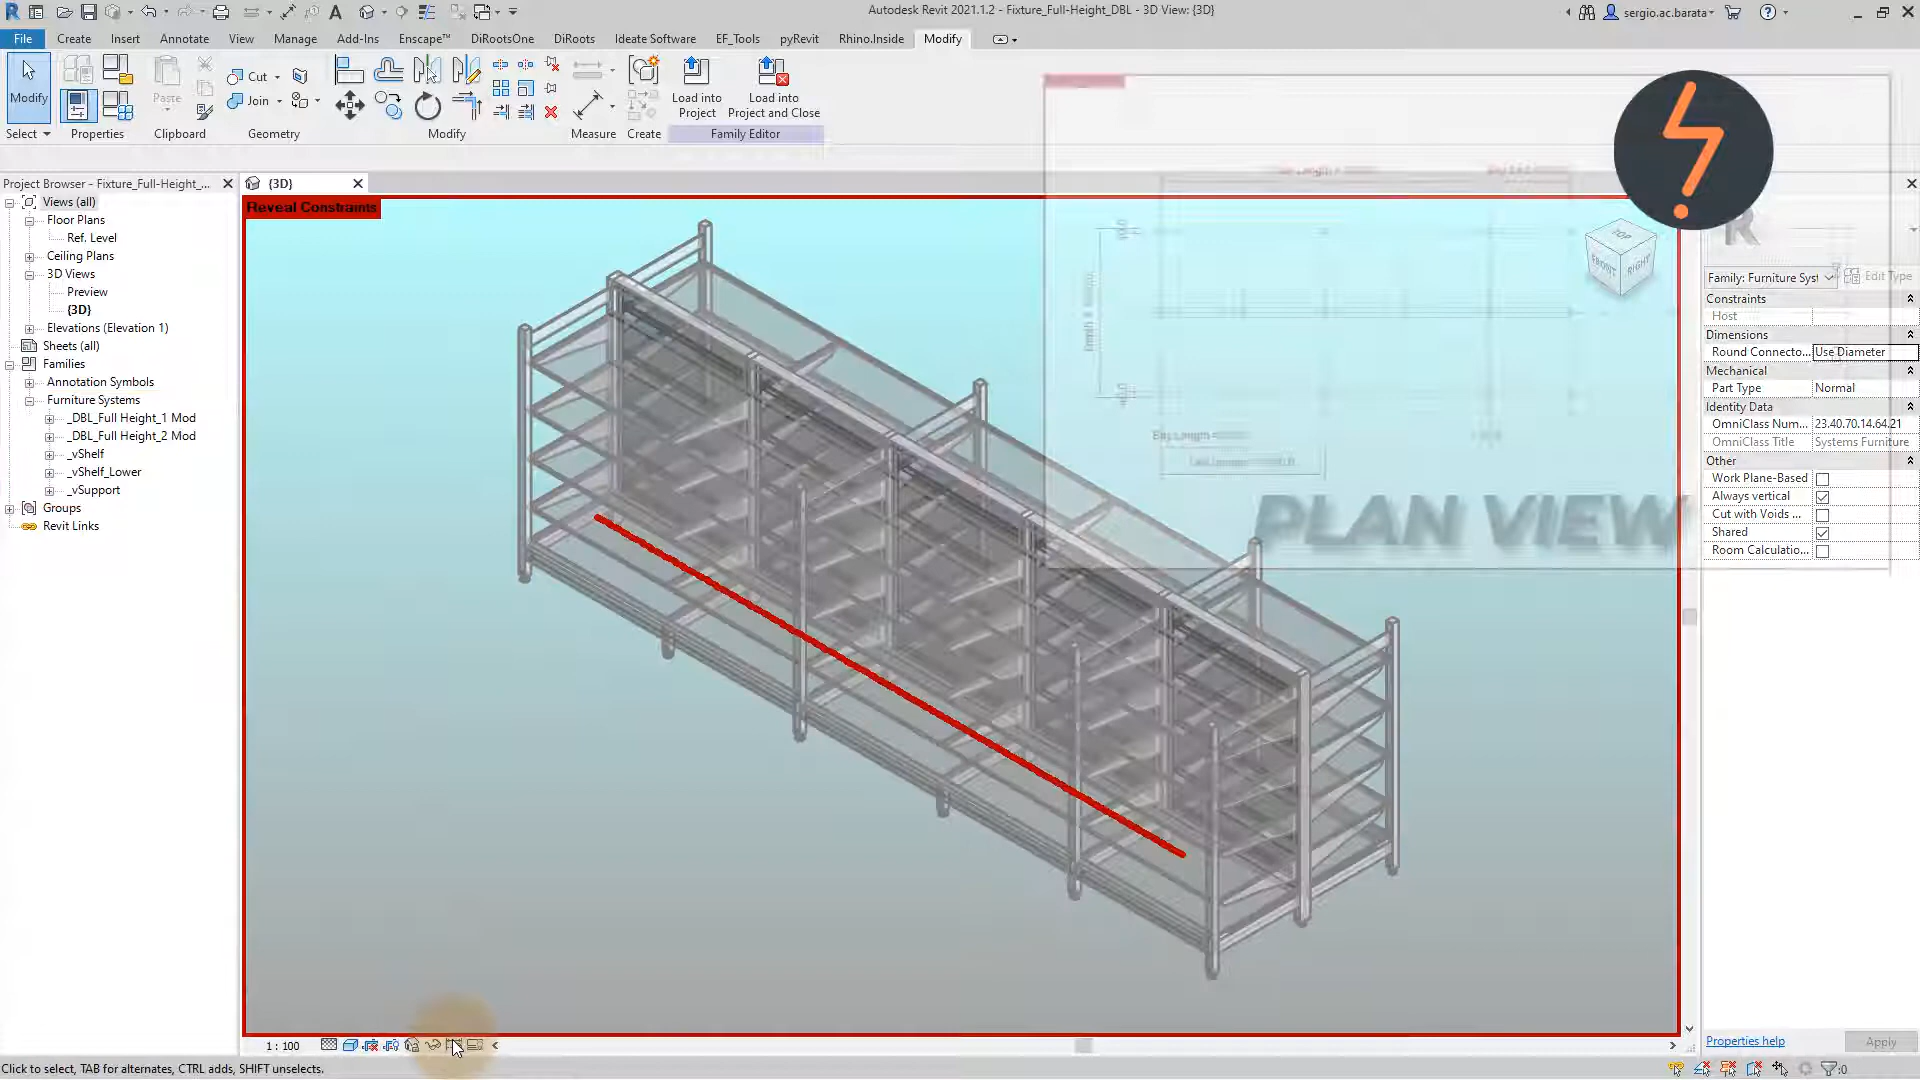 Autodesk Revit 2021.1.2 - Fixture_Full-Height_DBL - 3D View: {3D}
sergio.ac.barata
File Create Insert Annotate View Manage Add-Ins Enscape™ DiRootsOne DiRoots Ideate Software EF_Tools pyRevit Rhino.Inside Modify
Modify
Paste
Cut
Join
Load into Project
Load into Project and Close
Select Properties Clipboard Geometry Modify Measure Create Family Editor
Project Browser - Fixture_Full-Height_...
{3D}
Reveal Constraints
Views (all)
Floor Plans
Ref. Level
Ceiling Plans
3D Views
Preview
{3D}
Elevations (Elevation 1)
Sheets (all)
Families
Annotation Symbols
Furniture Systems
_DBL_Full Height_1 Mod
_DBL_Full Height_2 Mod
_vShelf
_vShelf_Lower
_vSupport
Groups
Revit Links
TOP
FRONT
RIGHT
PLAN VIEW
Family: Furniture Syst
Edit Type
Constraints
Host
Dimensions
Round Connecto... Use Diameter
Mechanical
Part Type Normal
Identity Data
OmniClass Num... 23.40.70.14.64.21
OmniClass Title Systems Furniture
Other
Work Plane-Based
Always vertical
Cut with Voids ...
Shared
Room Calculatio...
1 : 100
Properties help
Apply
Click to select, TAB for alternates, CTRL adds, SHIFT unselects.
:0